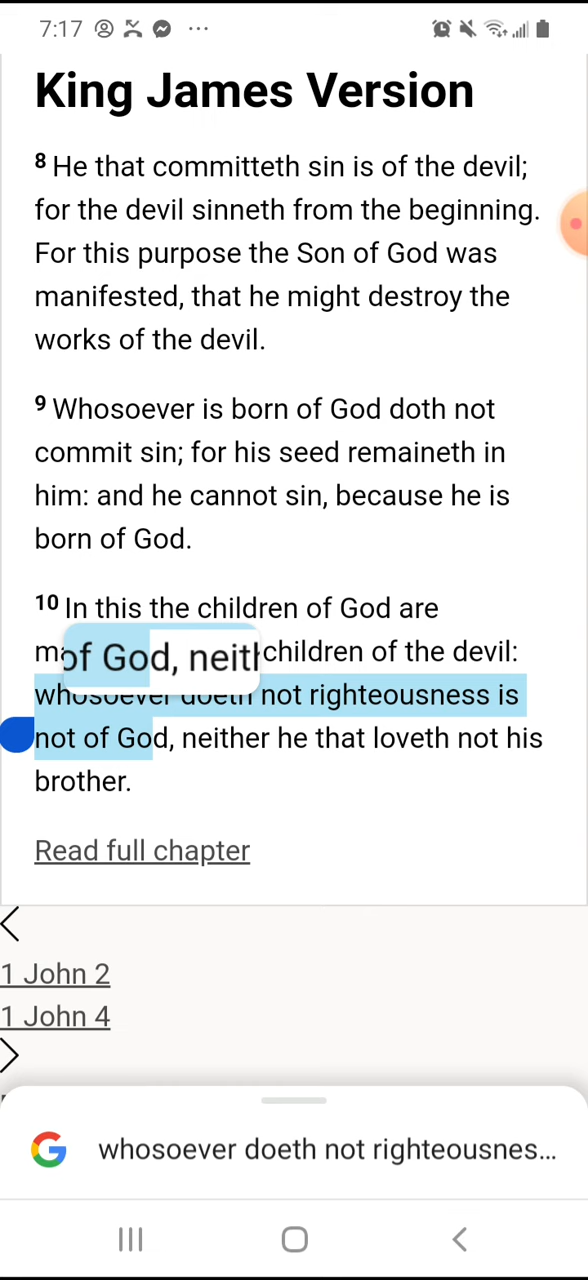 7:17
King James Version
8 He that committeth sin is of the devil;
for the devil sinneth from the beginning.
For this purpose the Son of God was
manifested, that he might destroy the
works of the devil.
9 Whosoever is born of God doth not
commit sin; for his seed remaineth in
him: and he cannot sin, because he is
born of God.
10 In this the children of God are
children of the devil:
of God, neith
whosoever doeth not righteousness is
not of God, neither he that loveth not his
brother.
Read full chapter
1 John 2
1 John 4
G whosoever doeth not righteousnes...